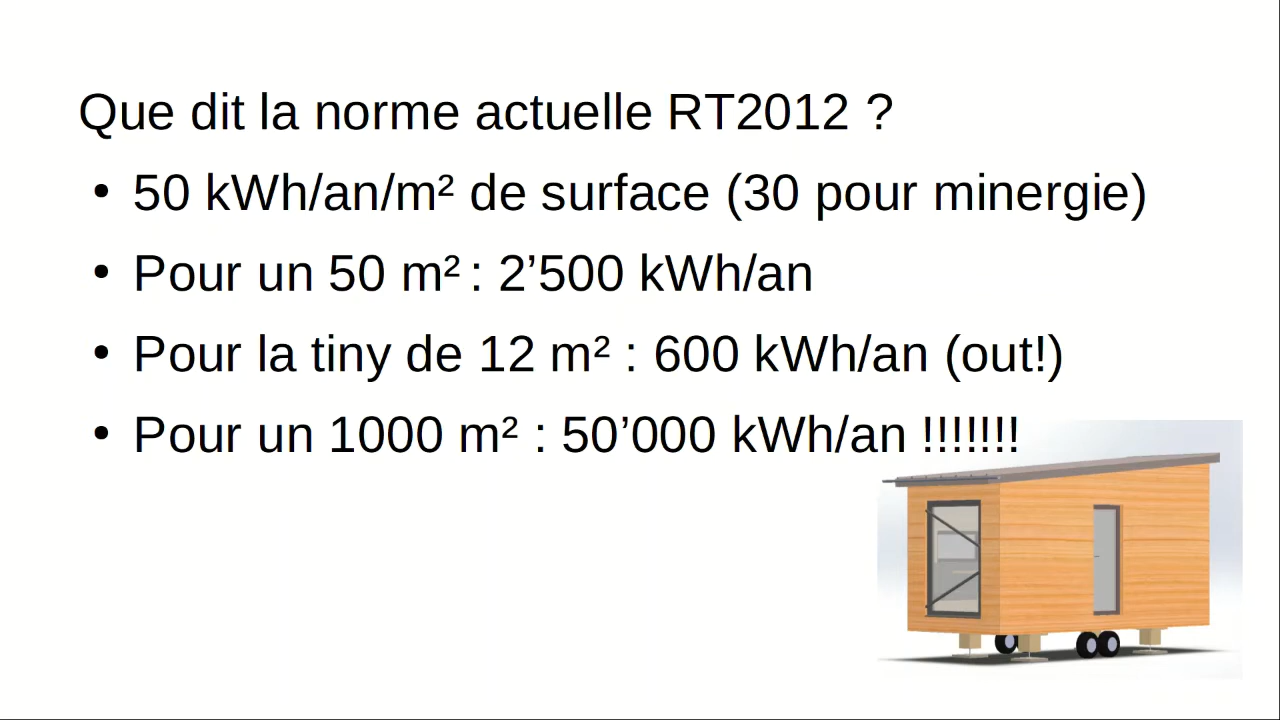 Que dit la norme actuelle RT2012 ?
• 50 kWh/an/m² de surface (30 pour minergie)
• Pour un 50 m² : 2’500 kWh/an
• Pour la tiny de 12 m² : 600 kWh/an (out!)
• Pour un 1000 m² : 50’000 kWh/an !!!!!!!